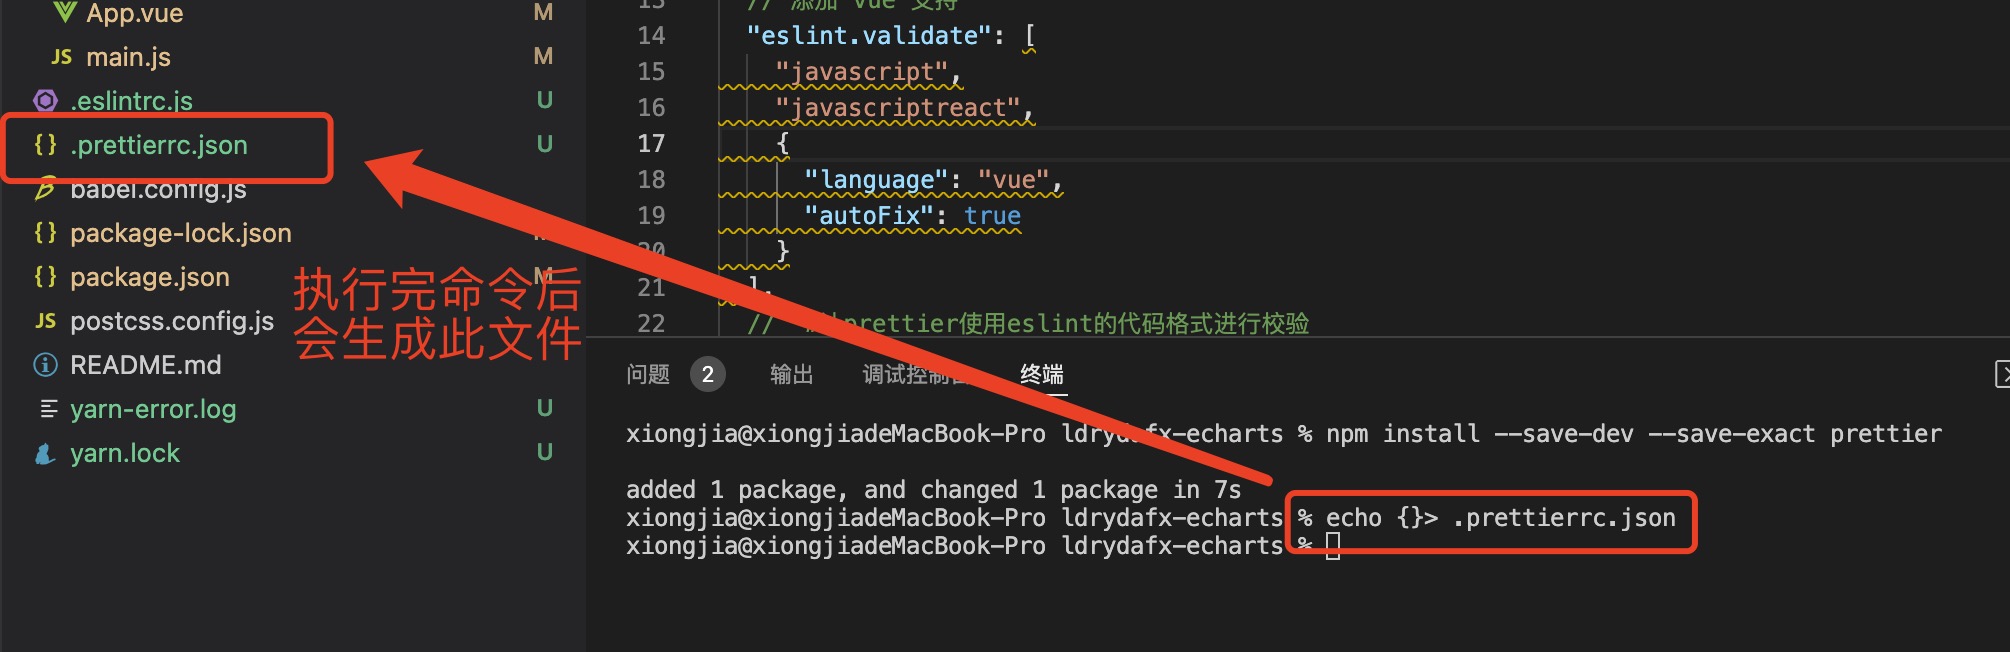 App.vue M
JS main.js M
.eslintrc.js U
{} .prettierrc.json U
babel.config.js
{} package-lock.json
{} package.json M
JS postcss.config.js
README.md
yarn-error.log U
yarn.lock U
执行完命令后
会生成此文件
13 // 添加 vue 支持
14 "eslint.validate": [
15 "javascript",
16 "javascriptreact",
17 {
18 "language": "vue",
19 "autoFix": true
20 }
21 ],
22 // prettier使用eslint的代码格式进行校验
问题 2 输出 调试控制台 终端
xiongjia@xiongjiadeMacBook-Pro ldrydafx-echarts % npm install --save-dev --save-exact prettier
added 1 package, and changed 1 package in 7s
xiongjia@xiongjiadeMacBook-Pro ldrydafx-echarts % echo {}> .prettierrc.json
xiongjia@xiongjiadeMacBook-Pro ldrydafx-echarts %